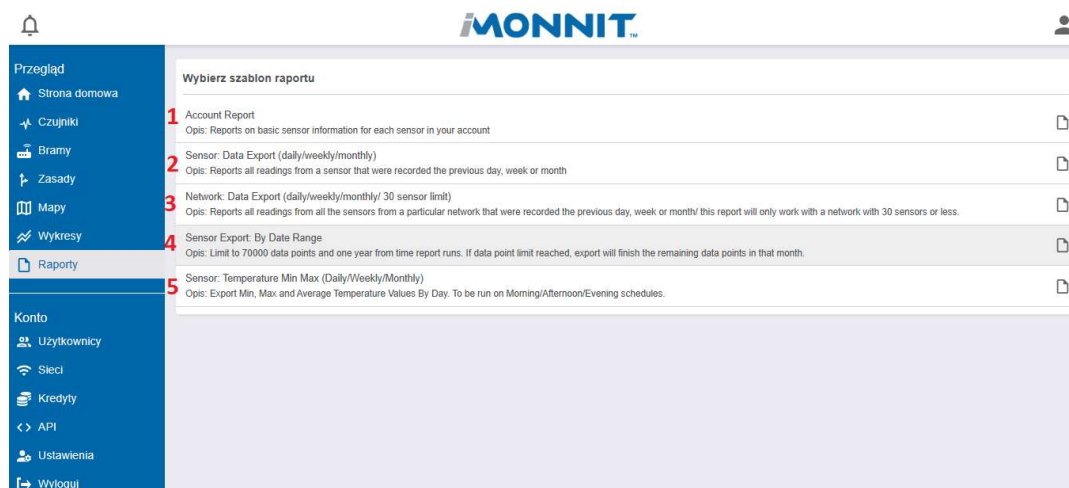 iMONNIT™
Przegląd
Strona domowa
Czujniki
Bramy
Zasady
Mapy
Wykresy
Raporty
Konto
Użytkownicy
Sieci
Kredyty
API
Ustawienia
Wyloguj
Wybierz szablon raportu
1 Account Report
Opis: Reports on basic sensor information for each sensor in your account
2 Sensor: Data Export (daily/weekly/monthly)
Opis: Reports all readings from a sensor that were recorded the previous day, week or month
3 Network: Data Export (daily/weekly/monthly/ 30 sensor limit)
Opis: Reports all readings from all the sensors from a particular network that were recorded the previous day, week or month/ this report will only work with a network with 30 sensors or less.
4 Sensor Export: By Date Range
Opis: Limit to 70000 data points and one year from time report runs. If data point limit reached, export will finish the remaining data points in that month.
5 Sensor: Temperature Min Max (Daily/Weekly/Monthly)
Opis: Export Min, Max and Average Temperature Values By Day. To be run on Morning/Afternoon/Evening schedules.